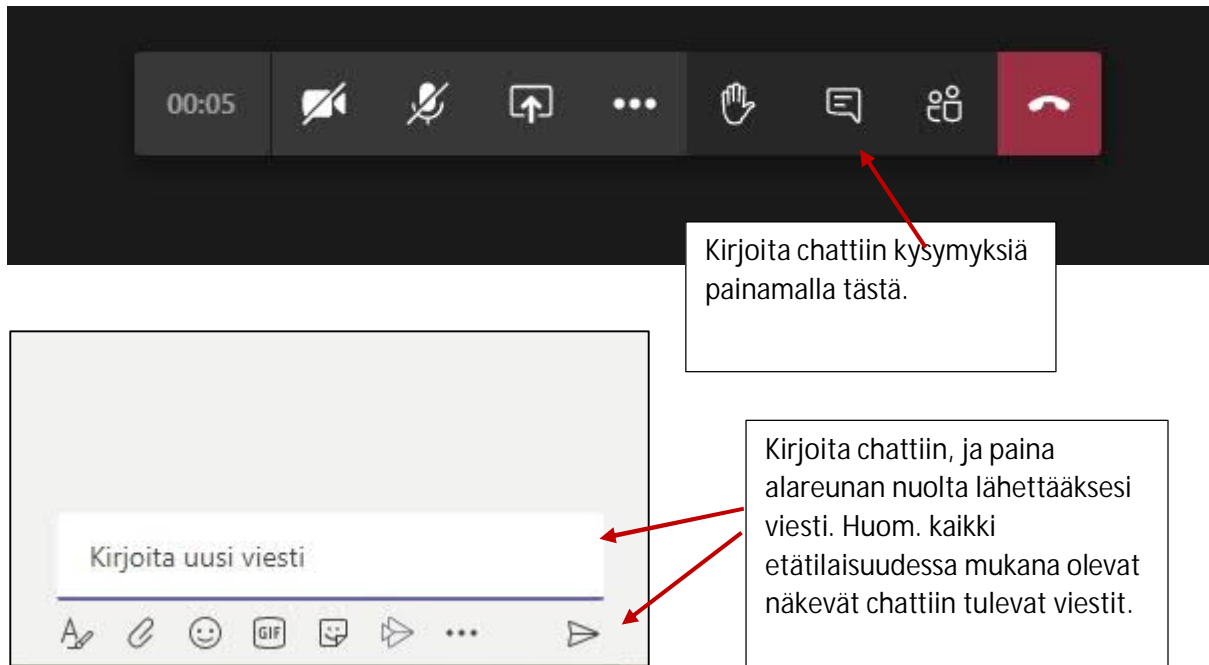 00:05
Kirjoita chattiin kysymyksiä
painamalla tästä.
Kirjoita chattiin, ja paina
alareunan nuolta lähettääksesi
viesti. Huom. kaikki
etätilaisuudessa mukana olevat
näkevät chattiin tulevat viestit.
Kirjoita uusi viesti
GIF